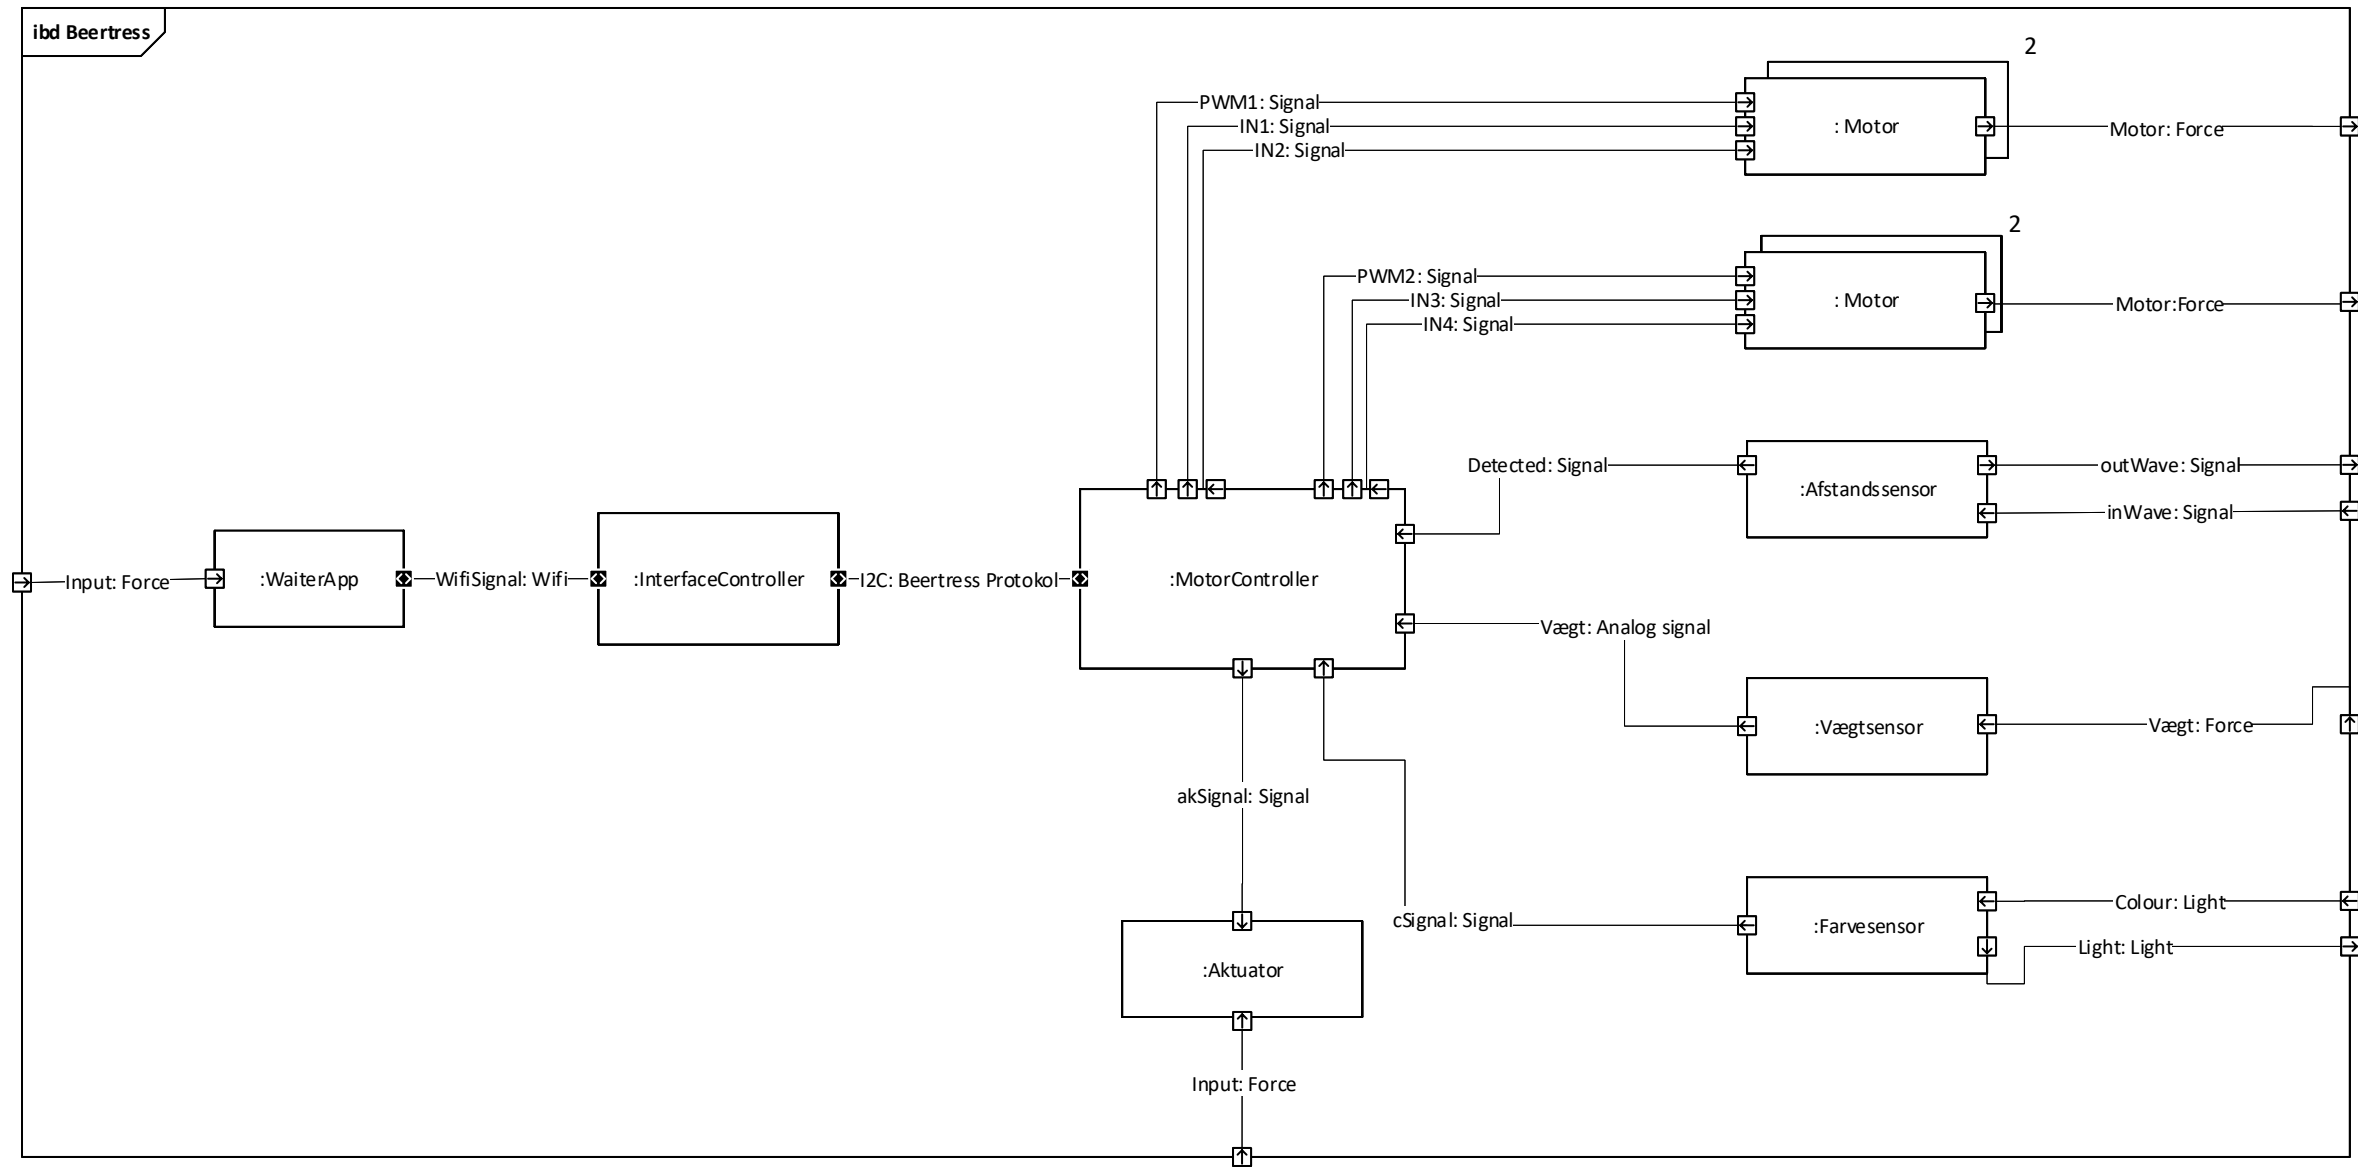 ibd Beertress
2
PWM1: Signal
IN1: Signal
IN2: Signal
: Motor
Motor: Force
2
PWM2: Signal
IN3: Signal
IN4: Signal
: Motor
Motor:Force
Detected: Signal
:Afstandssensor
outWave: Signal
inWave: Signal
Input: Force
:WaiterApp
WifiSignal: Wifi
:InterfaceController
I2C: Beertress Protokol
:MotorController
Vægt: Analog signal
:Vægtsensor
Vægt: Force
akSignal: Signal
cSignal: Signal
:Farvesensor
Colour: Light
Light: Light
:Aktuator
Input: Force